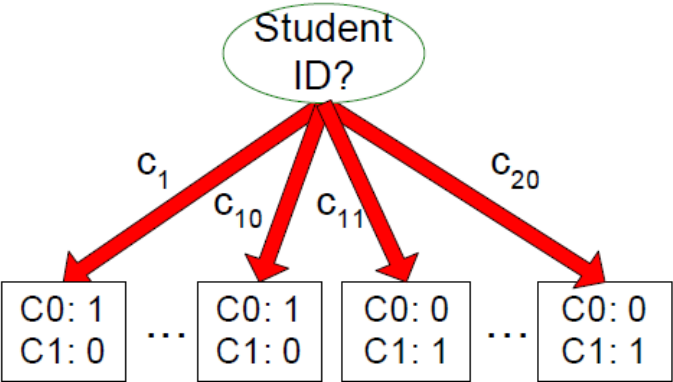 Student
ID?
c1
c10
c11
c20
C0: 1
C1: 0
...
C0: 1
C1: 0
C0: 0
C1: 1
...
C0: 0
C1: 1